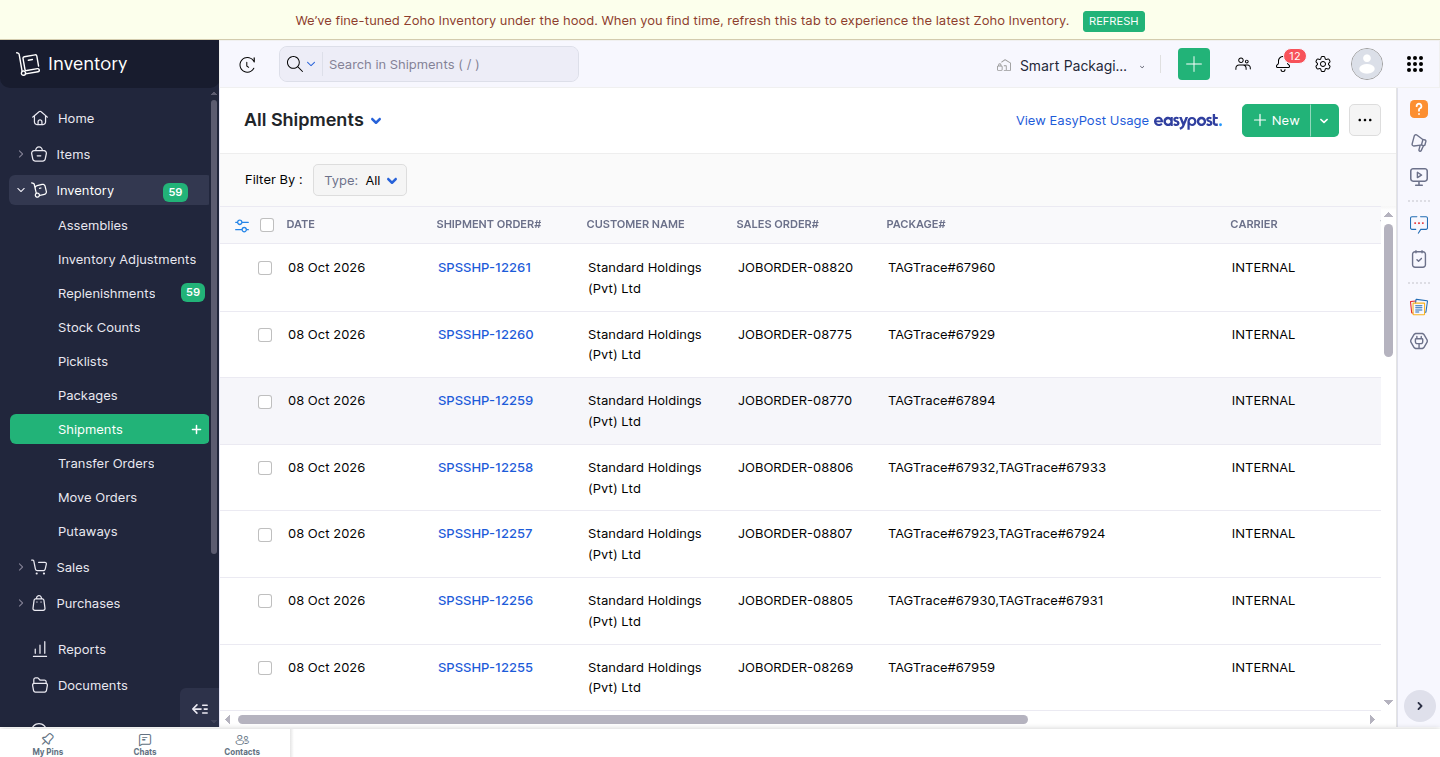 We've fine-tuned Zoho Inventory under the hood. When you find time, refresh this tab to experience the latest Zoho Inventory. REFRESH
Inventory
Search in Shipments ( / )
Smart Packagi...
12
Home
Items
Inventory 59
Assemblies
Inventory Adjustments
Replenishments 59
Stock Counts
Picklists
Packages
Shipments +
Transfer Orders
Move Orders
Putaways
Sales
Purchases
Reports
Documents
All Shipments
View EasyPost Usage easypost.
+ New
Filter By :
Type: All
DATE SHIPMENT ORDER# CUSTOMER NAME SALES ORDER# PACKAGE# CARRIER
08 Oct 2026 SPSSHP-12261 Standard Holdings JOBORDER-08820 TAGTrace#67960 INTERNAL
(Pvt) Ltd
08 Oct 2026 SPSSHP-12260 Standard Holdings JOBORDER-08775 TAGTrace#67929 INTERNAL
(Pvt) Ltd
08 Oct 2026 SPSSHP-12259 Standard Holdings JOBORDER-08770 TAGTrace#67894 INTERNAL
(Pvt) Ltd
08 Oct 2026 SPSSHP-12258 Standard Holdings JOBORDER-08806 TAGTrace#67932,TAGTrace#67933 INTERNAL
(Pvt) Ltd
08 Oct 2026 SPSSHP-12257 Standard Holdings JOBORDER-08807 TAGTrace#67923,TAGTrace#67924 INTERNAL
(Pvt) Ltd
08 Oct 2026 SPSSHP-12256 Standard Holdings JOBORDER-08805 TAGTrace#67930,TAGTrace#67931 INTERNAL
(Pvt) Ltd
08 Oct 2026 SPSSHP-12255 Standard Holdings JOBORDER-08269 TAGTrace#67959 INTERNAL
(Pvt) Ltd
?
My Pins
Chats
Contacts